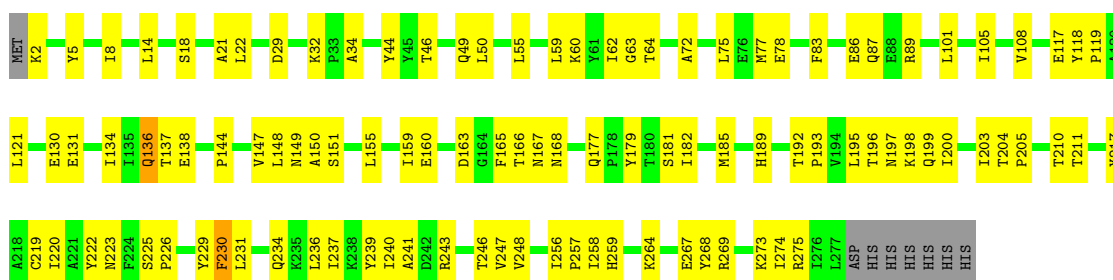 MET K2 Y5 I8 L14 S18 A21 L22 D29 K32 P33 A34 Y44 Y45 T46 Q49 L50 L55 L59 K60 Y61 I62 G63 T64 A72 L75 E76 M77 E78 F83 E86 Q87 E88 R89 L101 I105 V108 E117 Y118 P119
L121 E130 E131 I134 I135 Q136 T137 E138 P144 V147 L148 N149 A150 S151 L155 I159 E160 D163 G164 F165 T166 N167 N168 Q177 P178 Y179 T180 S181 I182 M185 H189 T192 P193 V194 L195 T196 N197 K198 Q199 I200 I203 T204 P205 T210 T211
A218 C219 I220 A221 Y222 N223 F224 S225 P226 Y229 F230 L231 Q234 K235 L236 I237 K238 Y239 I240 A241 D242 R243 T246 V247 V248 I256 P257 I258 H259 K264 E267 Y268 R269 K273 I274 R275 I276 L277 ASP HIS HIS HIS HIS HIS HIS